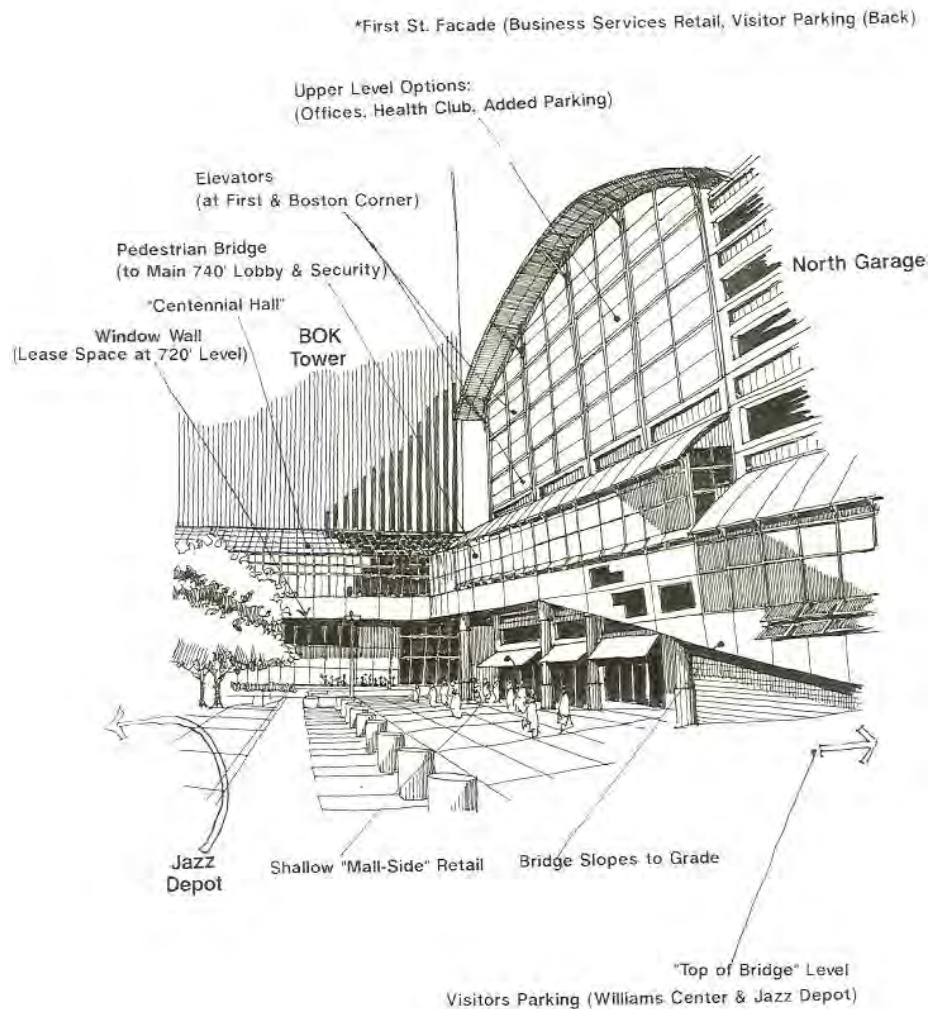 *First St. Facade (Business Services Retail, Visitor Parking (Back)
Upper Level Options:
(Offices, Health Club, Added Parking)
Elevators
(at First & Boston Corner)
Pedestrian Bridge
(to Main 740' Lobby & Security)
North Garage
"Centennial Hall"
Window Wall
(Lease Space at 720' Level)
BOK
Tower
Jazz
Depot
Shallow "Mall-Side" Retail
Bridge Slopes to Grade
"Top of Bridge" Level
Visitors Parking (Williams Center & Jazz Depot)